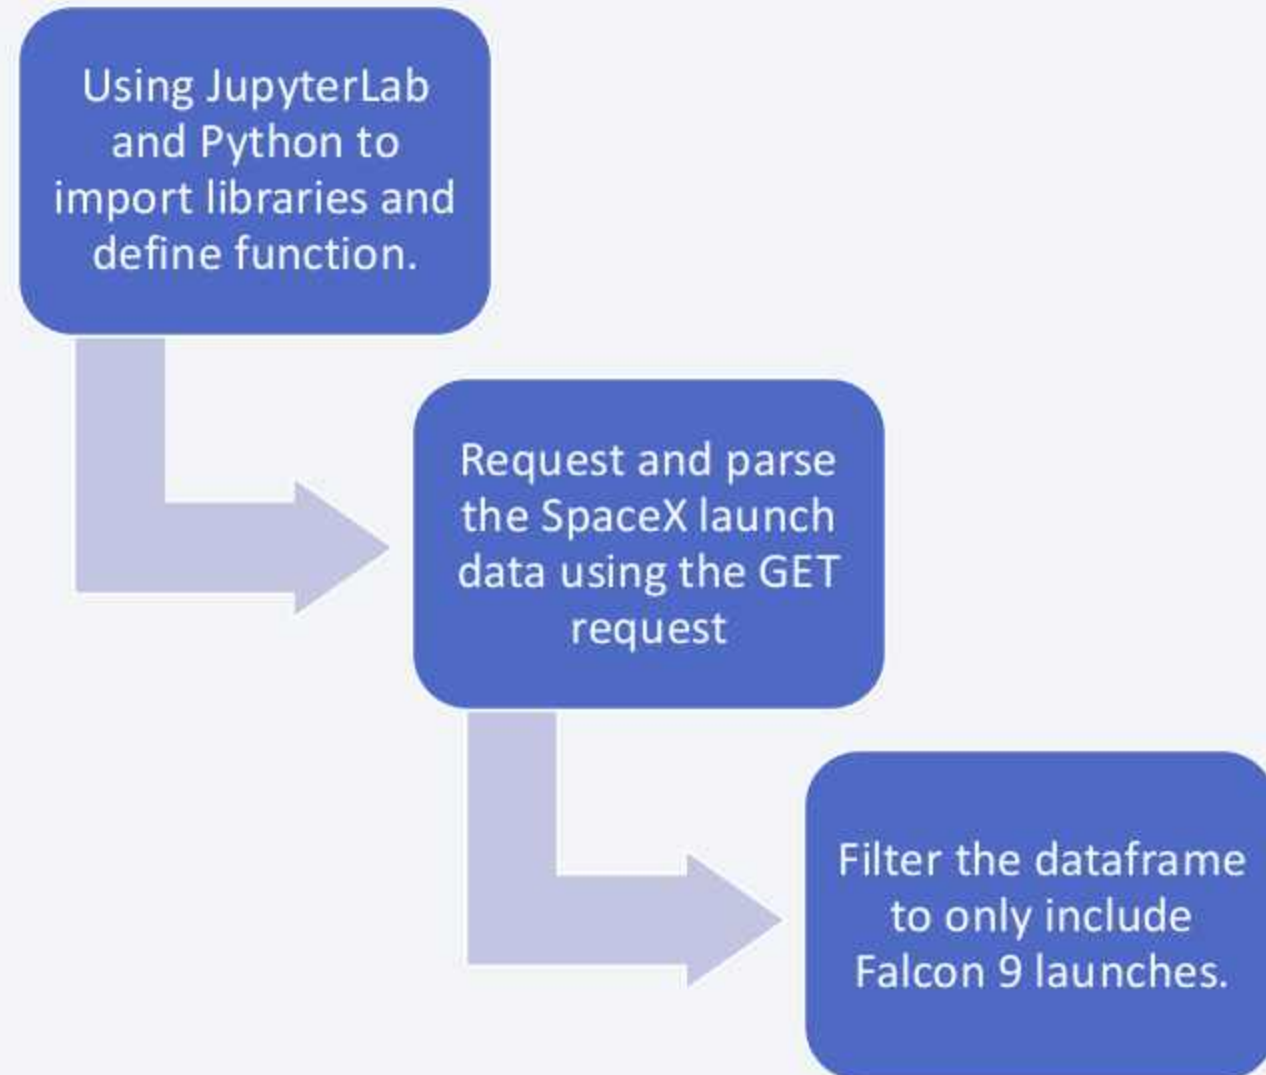 Using JupyterLab
and Python to
import libraries and
define function.
Request and parse
the SpaceX launch
data using the GET
request
Filter the dataframe
to only include
Falcon 9 launches.